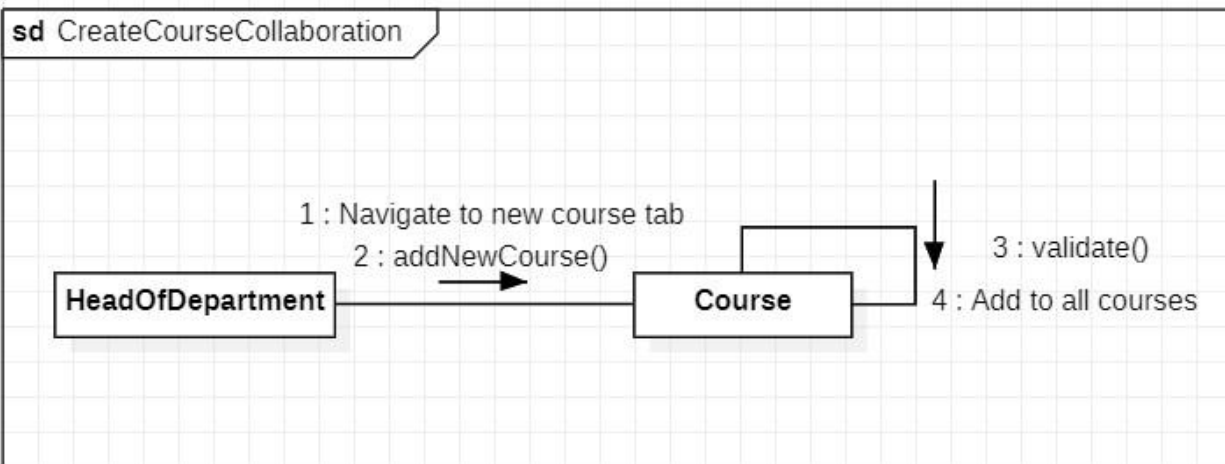 sd CreateCourseCollaboration
1 : Navigate to new course tab
2 : addNewCourse()
HeadOfDepartment
Course
3 : validate()
4 : Add to all courses